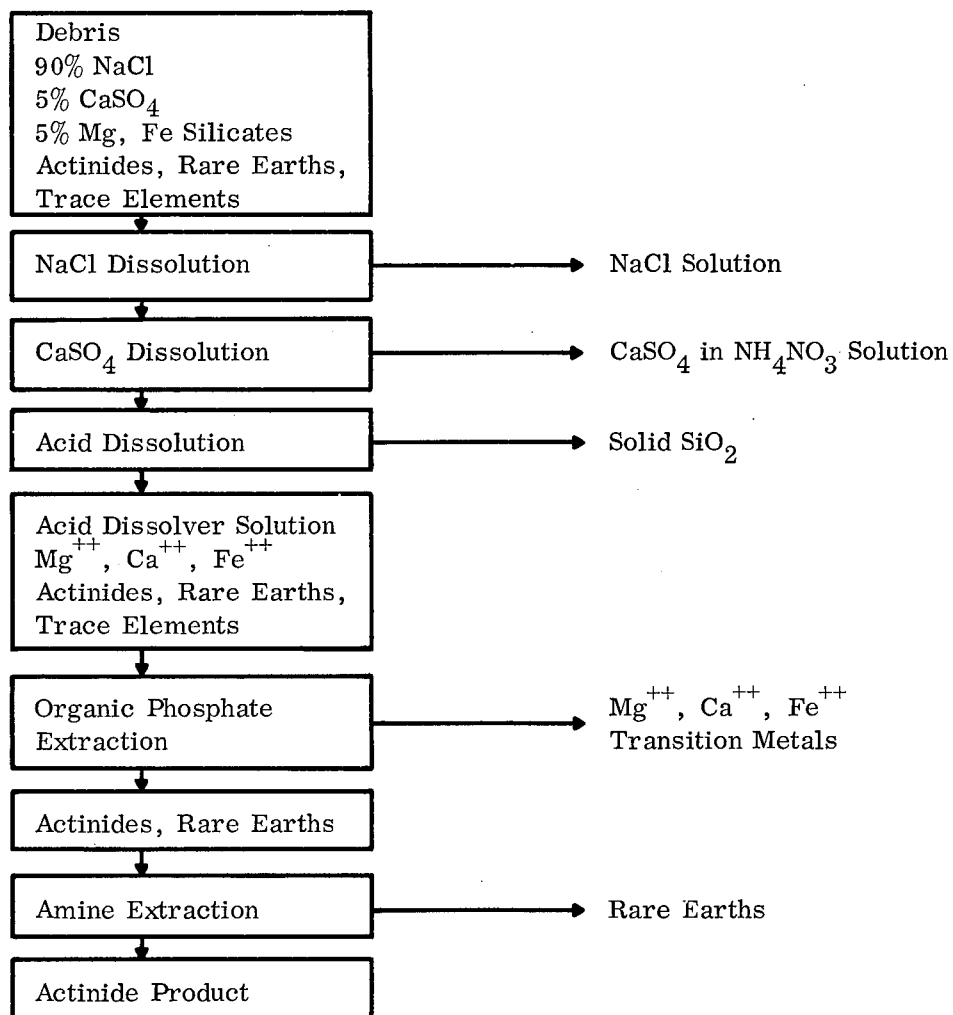 Debris
90% NaCl
5% CaSO₄
5% Mg, Fe Silicates
Actinides, Rare Earths,
Trace Elements
NaCl Dissolution
NaCl Solution
CaSO₄ Dissolution
CaSO₄ in NH₄NO₃ Solution
Acid Dissolution
Solid SiO₂
Acid Dissolver Solution
Mg⁺⁺, Ca⁺⁺, Fe⁺⁺
Actinides, Rare Earths,
Trace Elements
Organic Phosphate
Extraction
Mg⁺⁺, Ca⁺⁺, Fe⁺⁺
Transition Metals
Actinides, Rare Earths
Amine Extraction
Rare Earths
Actinide Product